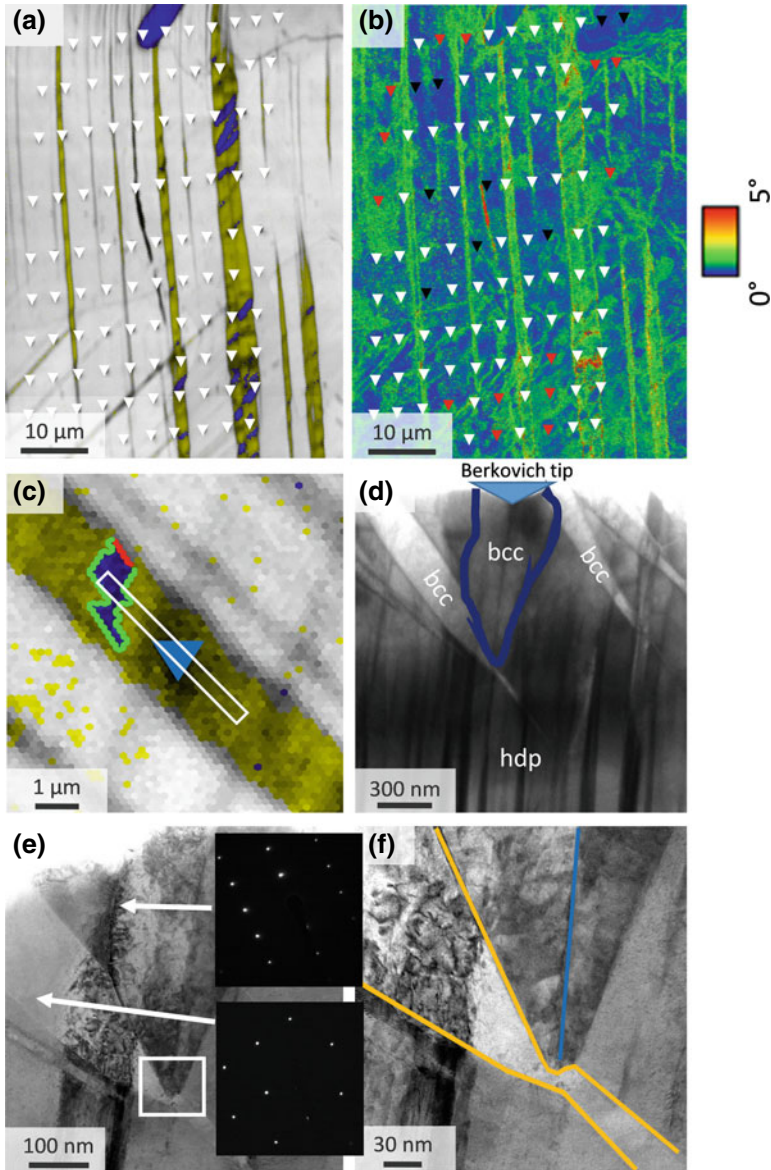 (a)
10 µm
(b)
10 µm
5°
0°
(c)
1 µm
Berkovich tip
(d)
bcc
bcc
bcc
hdp
300 nm
(e)
100 nm
(f)
30 nm